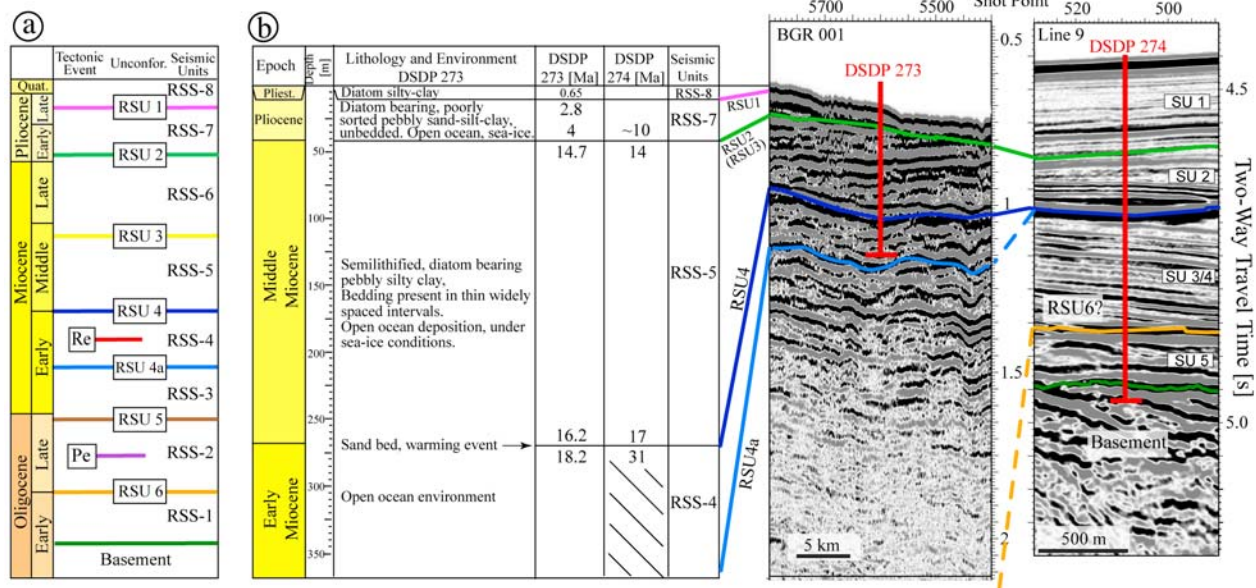 a
Tectonic Event
Unconfor.
Seismic Units
Quat.
Pliocene
Late
Early
Miocene
Late
Middle
Early
Oligocene
Late
Early
RSS-8
RSU 1
RSS-7
RSU 2
RSS-6
RSU 3
RSS-5
RSU 4
Re
RSS-4
RSU 4a
RSS-3
RSU 5
Pe
RSS-2
RSU 6
RSS-1
Basement
b
Epoch
Depth [m]
Lithology and Environment
DSDP 273
DSDP 273 [Ma]
DSDP 274 [Ma]
Seismic Units
Pleist.
Diatom silty-clay
0.65
RSS-8
Pliocene
Diatom bearing, poorly
sorted pebbly sand-silt-clay,
unbedded. Open ocean, sea-ice.
2.8
4
~10
RSS-7
50
100
150
200
250
300
350
14.7
14
Middle Miocene
Semilithified, diatom bearing
pebbly silty clay,
Bedding present in thin widely
spaced intervals.
Open ocean deposition, under
sea-ice conditions.
RSS-5
Sand bed, warming event
16.2
17
18.2
31
Early Miocene
Open ocean environment
RSS-4
RSU1
RSU2
(RSU3)
RSU4
RSU4a
5700
5500
Shot Point
520
500
BGR 001
DSDP 273
5 km
0.5
1
1.5
2
Line 9
DSDP 274
SU 1
SU 2
SU 3/4
RSU6?
SU 5
Basement
500 m
4.5
5.0
Two-Way Travel Time [s]